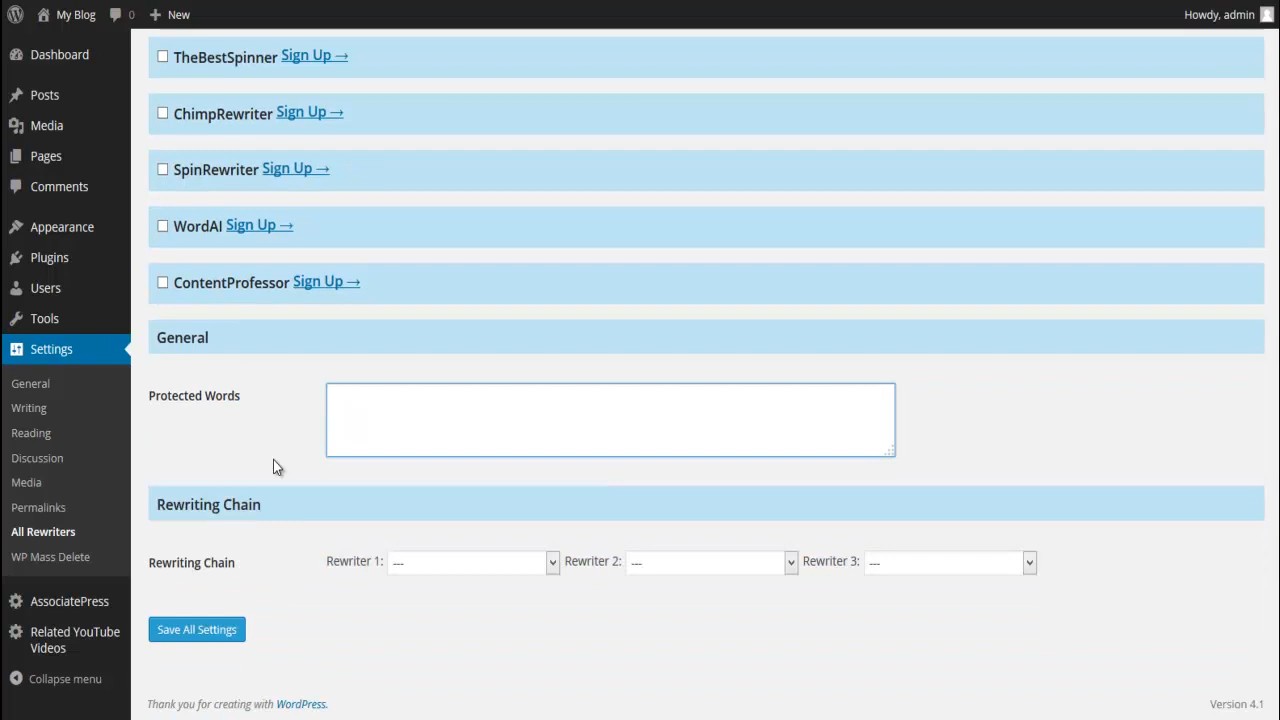 My Blog 0 New Howdy, admin
Dashboard
Posts
Media
Pages
Comments
Appearance
Plugins
Users
Tools
Settings
General
Writing
Reading
Discussion
Media
Permalinks
All Rewriters
WP Mass Delete
AssociatePress
Related YouTube
Videos
Collapse menu
TheBestSpinner Sign Up →
ChimpRewriter Sign Up →
SpinRewriter Sign Up →
WordAI Sign Up →
ContentProfessor Sign Up →
General
Protected Words
Rewriting Chain
Rewriting Chain Rewriter 1: --- Rewriter 2: --- Rewriter 3: ---
Save All Settings
Thank you for creating with WordPress. Version 4.1